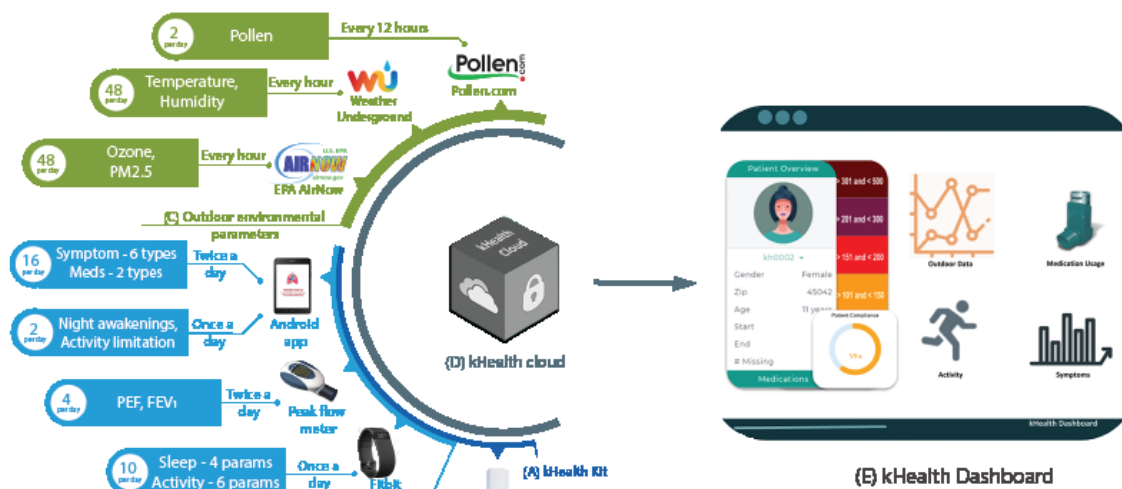 2
per day
Pollen
Every 12 hours
Pollen.com
Pollen.com
48
per day
Temperature,
Humidity
Every hour
WU
Weather
Underground
48
per day
Ozone,
PM2.5
Every hour
U.S. EPA
AIRNOW
airnow.gov
EPA AirNow
(C) Outdoor environmental
parameters
16
per day
Symptom - 6 types
Meds - 2 types
Twice a
day
2
per day
Night awakenings,
Activity limitation
Once a
day
Android
app
4
per day
PEF, FEV1
Twice a
day
Peak flow
meter
10
per day
Sleep - 4 params
Activity - 6 params
Once a
day
Fitbit
(A) kHealth Kit
kHealth
Cloud
(D) kHealth cloud
Patient Overview
kh0002
Gender Female
Zip 45042
Age 11 years
Start
End
# Missing
Medications
> 301 and < 500
> 201 and < 300
> 151 and < 200
> 101 and < 150
Patient Compliance
Outdoor Data
Medication Usage
Activity
Symptoms
kHealth Dashboard
(E) kHealth Dashboard